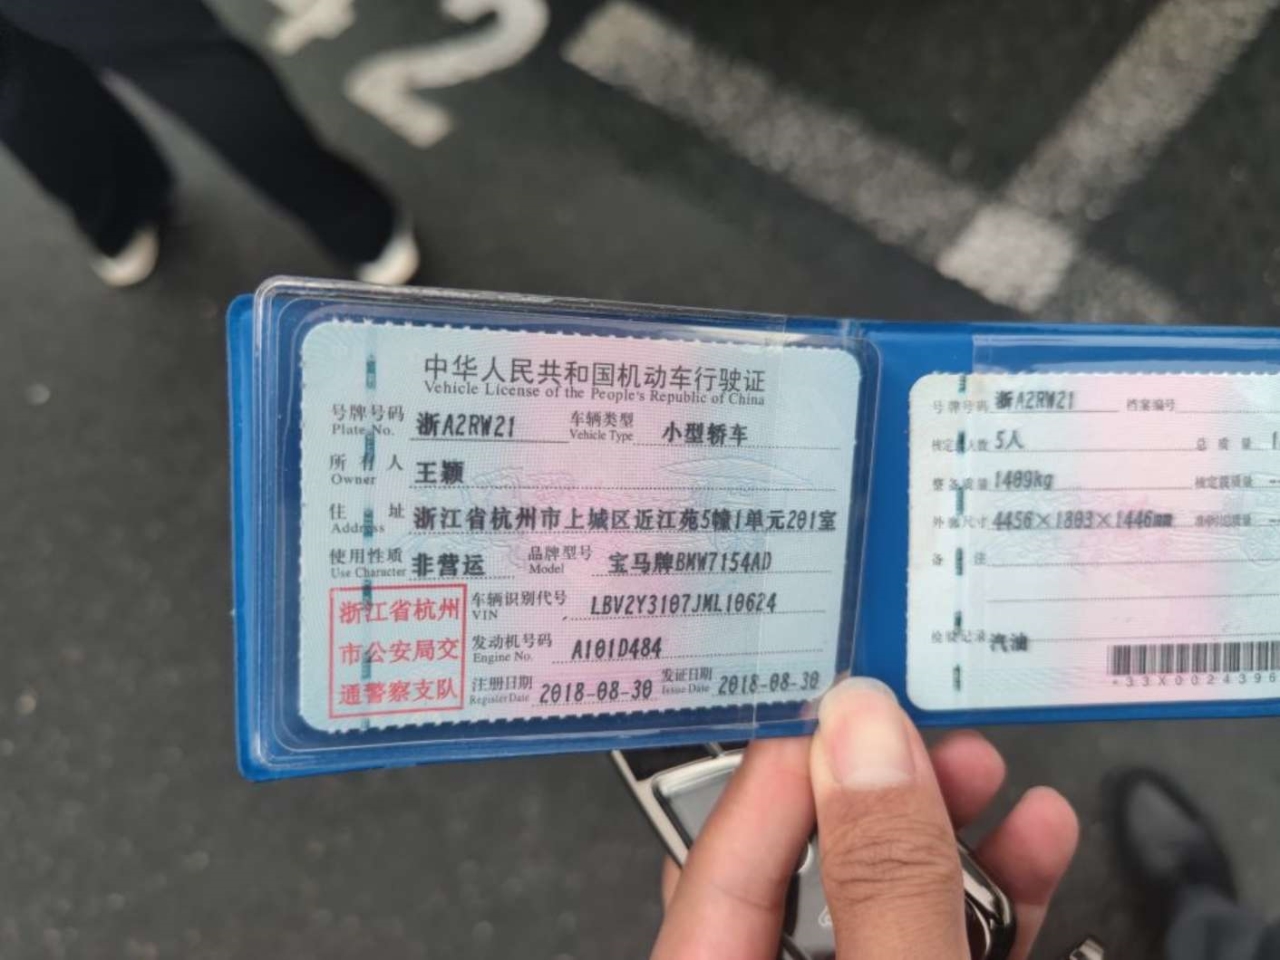 42
中华人民共和国机动车行驶证
Vehicle License of the People's Republic of China
号牌号码 浙A2RW21 车辆类型 小型轿车
Plate No. Vehicle Type
所有人 王颖
Owner
住址 浙江省杭州市上城区近江苑5幢1单元201室
Address
使用性质 非营运 品牌型号 宝马牌BMW7154AD
Use Character Model
浙江省杭州
市公安局交
通警察支队
车辆识别代号 LBV2Y3107JML10624
VIN
发动机号码 A101D484
Engine No.
注册日期 2018-08-30 发证日期 2018-08-30
Register Date Issue Date
号牌号码 浙A2RW21 档案编号
核定载人数 5人 总质量
整备质量 1409kg 核定载质量
外廓尺寸 4456×1803×1446mm
备注
检验记录 汽油